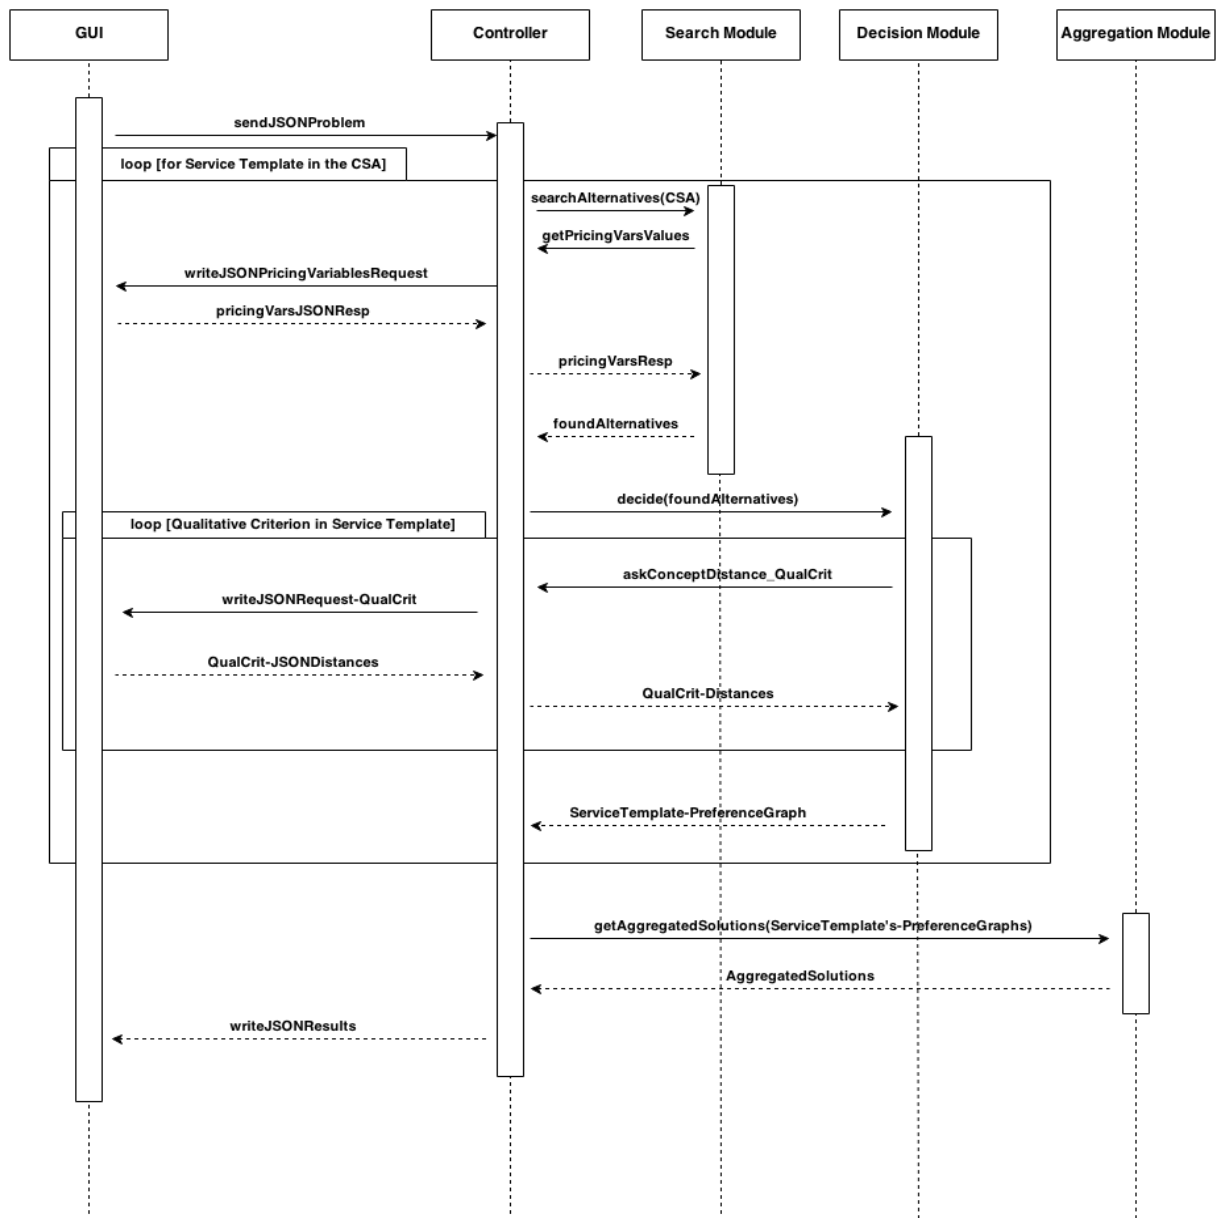 GUI
Controller
Search Module
Decision Module
Aggregation Module
sendJSONProblem
loop [for Service Template in the CSA]
searchAlternatives(CSA)
getPricingVarsValues
writeJSONPricingVariablesRequest
pricingVarsJSONResp
pricingVarsResp
foundAlternatives
decide(foundAlternatives)
loop [Qualitative Criterion in Service Template]
askConceptDistance_QualCrit
writeJSONRequest-QualCrit
QualCrit-JSONDistances
QualCrit-Distances
ServiceTemplate-PreferenceGraph
getAggregatedSolutions(ServiceTemplate's-PreferenceGraphs)
AggregatedSolutions
writeJSONResults